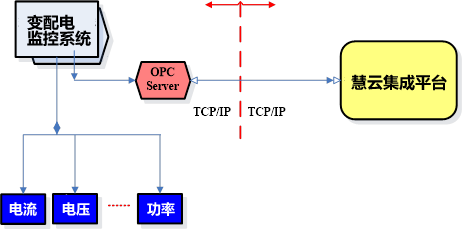 变配电
监控系统
OPC
Server
慧云集成平台
TCP/IP
TCP/IP
电流
电压
······
功率